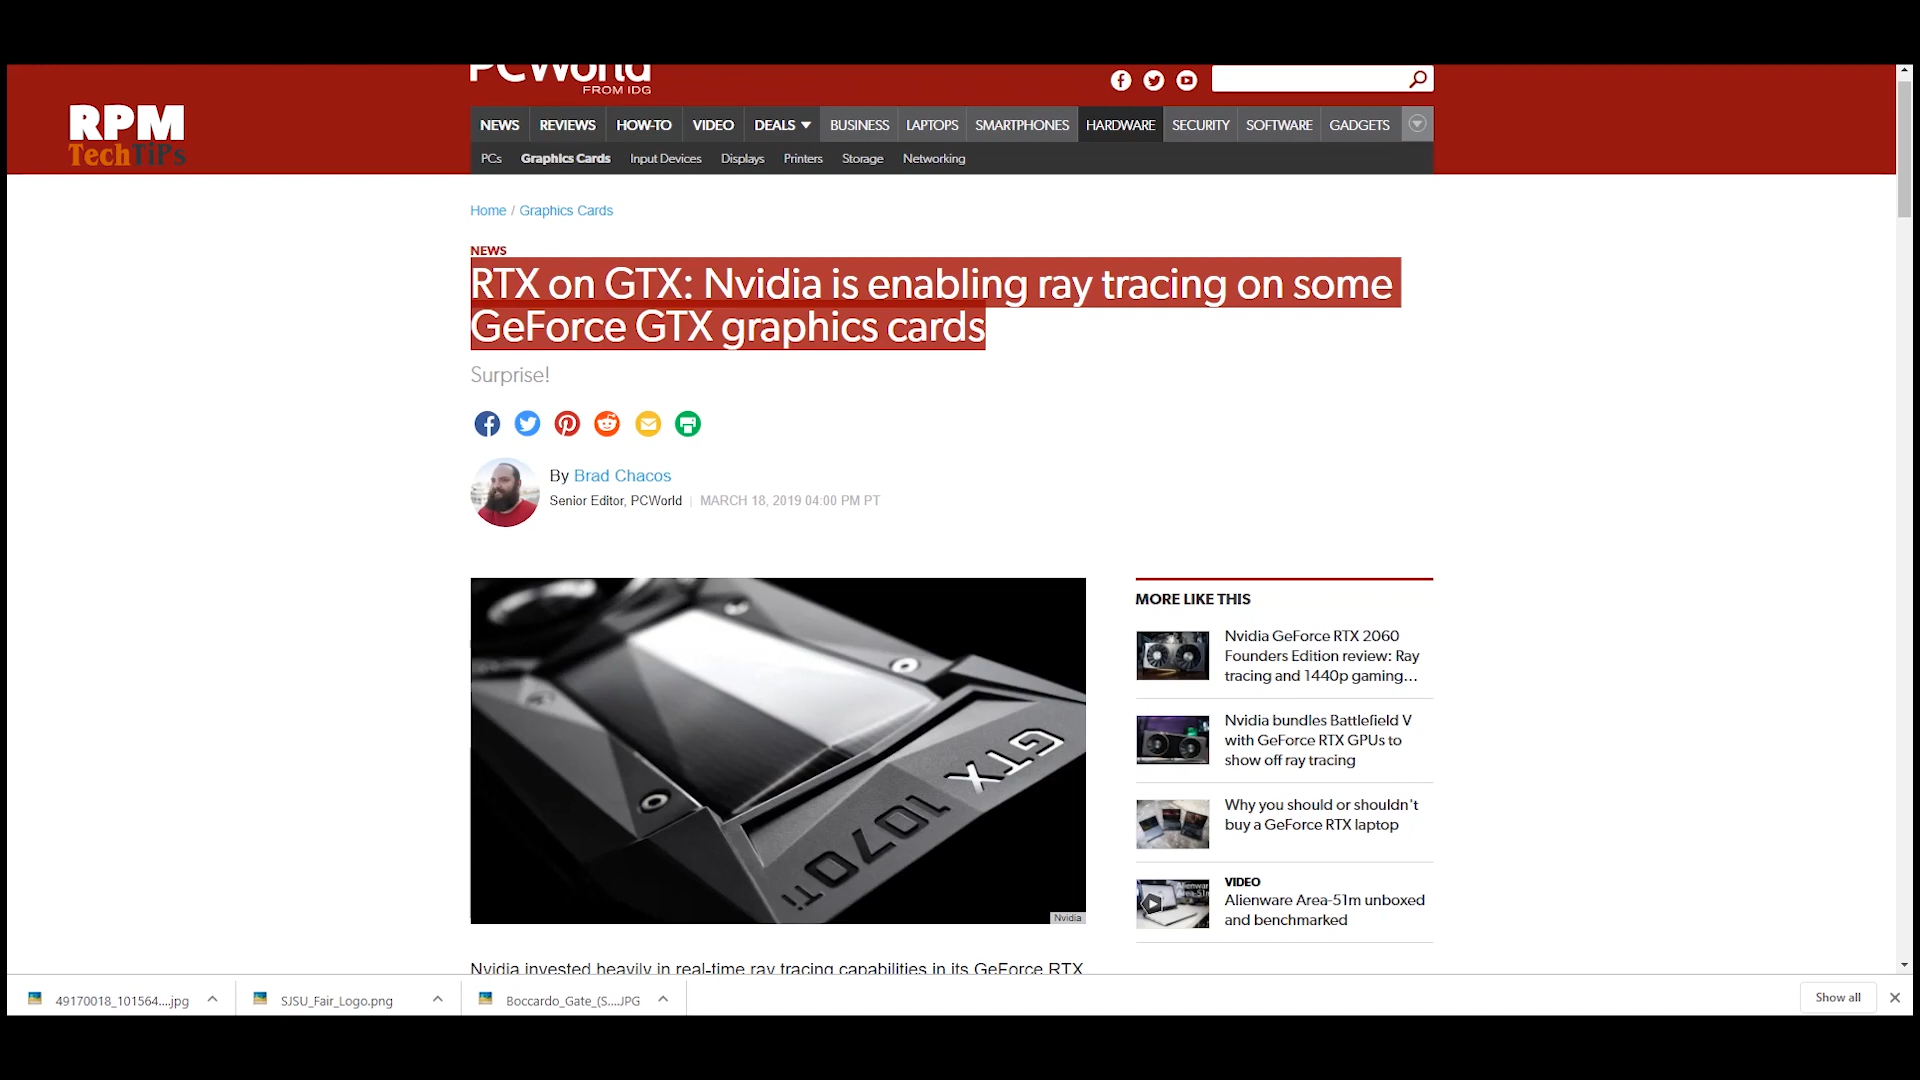 PCWorld
FROM IDG
RPM
TechTiPs
NEWS REVIEWS HOW-TO VIDEO DEALS BUSINESS LAPTOPS SMARTPHONES HARDWARE SECURITY SOFTWARE GADGETS
PCs Graphics Cards Input Devices Displays Printers Storage Networking
Home / Graphics Cards
NEWS
RTX on GTX: Nvidia is enabling ray tracing on some
GeForce GTX graphics cards
Surprise!
By Brad Chacos
Senior Editor, PCWorld | MARCH 18, 2019 04:00 PM PT
GTX 1070 Ti
Nvidia
MORE LIKE THIS
Nvidia GeForce RTX 2060
Founders Edition review: Ray
tracing and 1440p gaming...
Nvidia bundles Battlefield V
with GeForce RTX GPUs to
show off ray tracing
Why you should or shouldn't
buy a GeForce RTX laptop
Alienware
Area-51m
VIDEO
Alienware Area-51m unboxed
and benchmarked
Nvidia invested heavily in real-time ray tracing capabilities in its GeForce RTX
49170018_101564....jpg
SJSU_Fair_Logo.png
Boccardo_Gate_(S....JPG
Show all